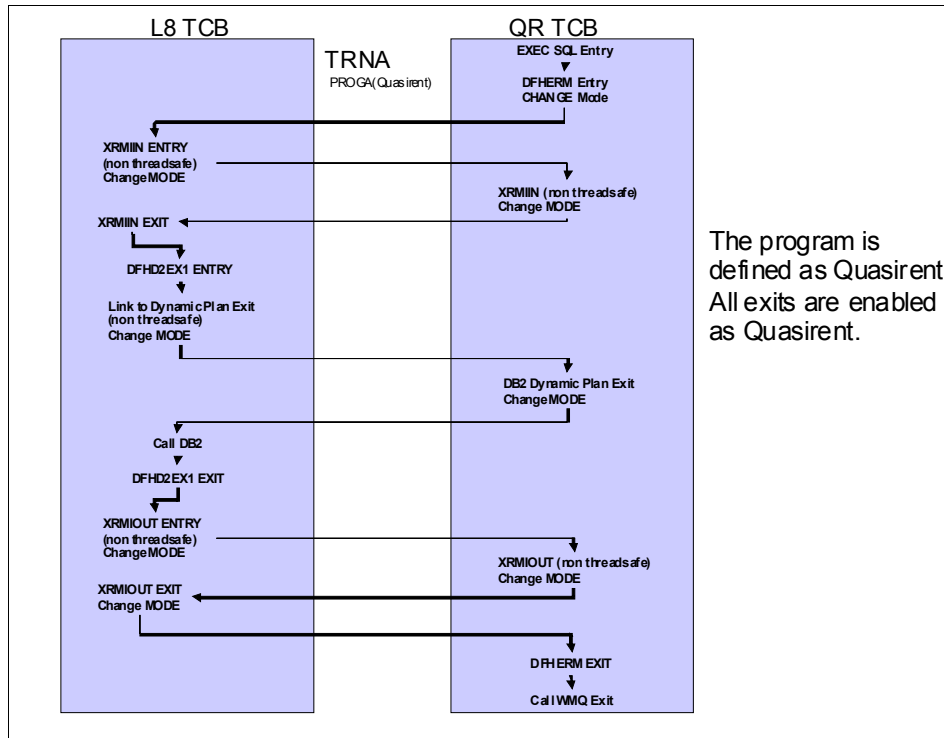 L8 TCB
QR TCB
TRNA
PROGA(Quasirent)
EXEC SQL Entry
DFHERM Entry
CHANGE Mode
XRMIIN ENTRY
(non threadsafe)
Change MODE
XRMIIN (non threadsafe)
Change MODE
XRMIIN EXIT
DFHD2EX1 ENTRY
Link to Dynamic Plan Exit
(non threadsafe)
Change MODE
DB2 Dynamic Plan Exit
Change MODE
Call DB2
DFHD2EX1 EXIT
XRMIOUT ENTRY
(non threadsafe)
Change MODE
XRMIOUT (non threadsafe)
Change MODE
XRMIOUT EXIT
Change MODE
DFHERM EXIT
Call WMQ Exit
The program is
defined as Quasirent
All exits are enabled
as Quasirent.